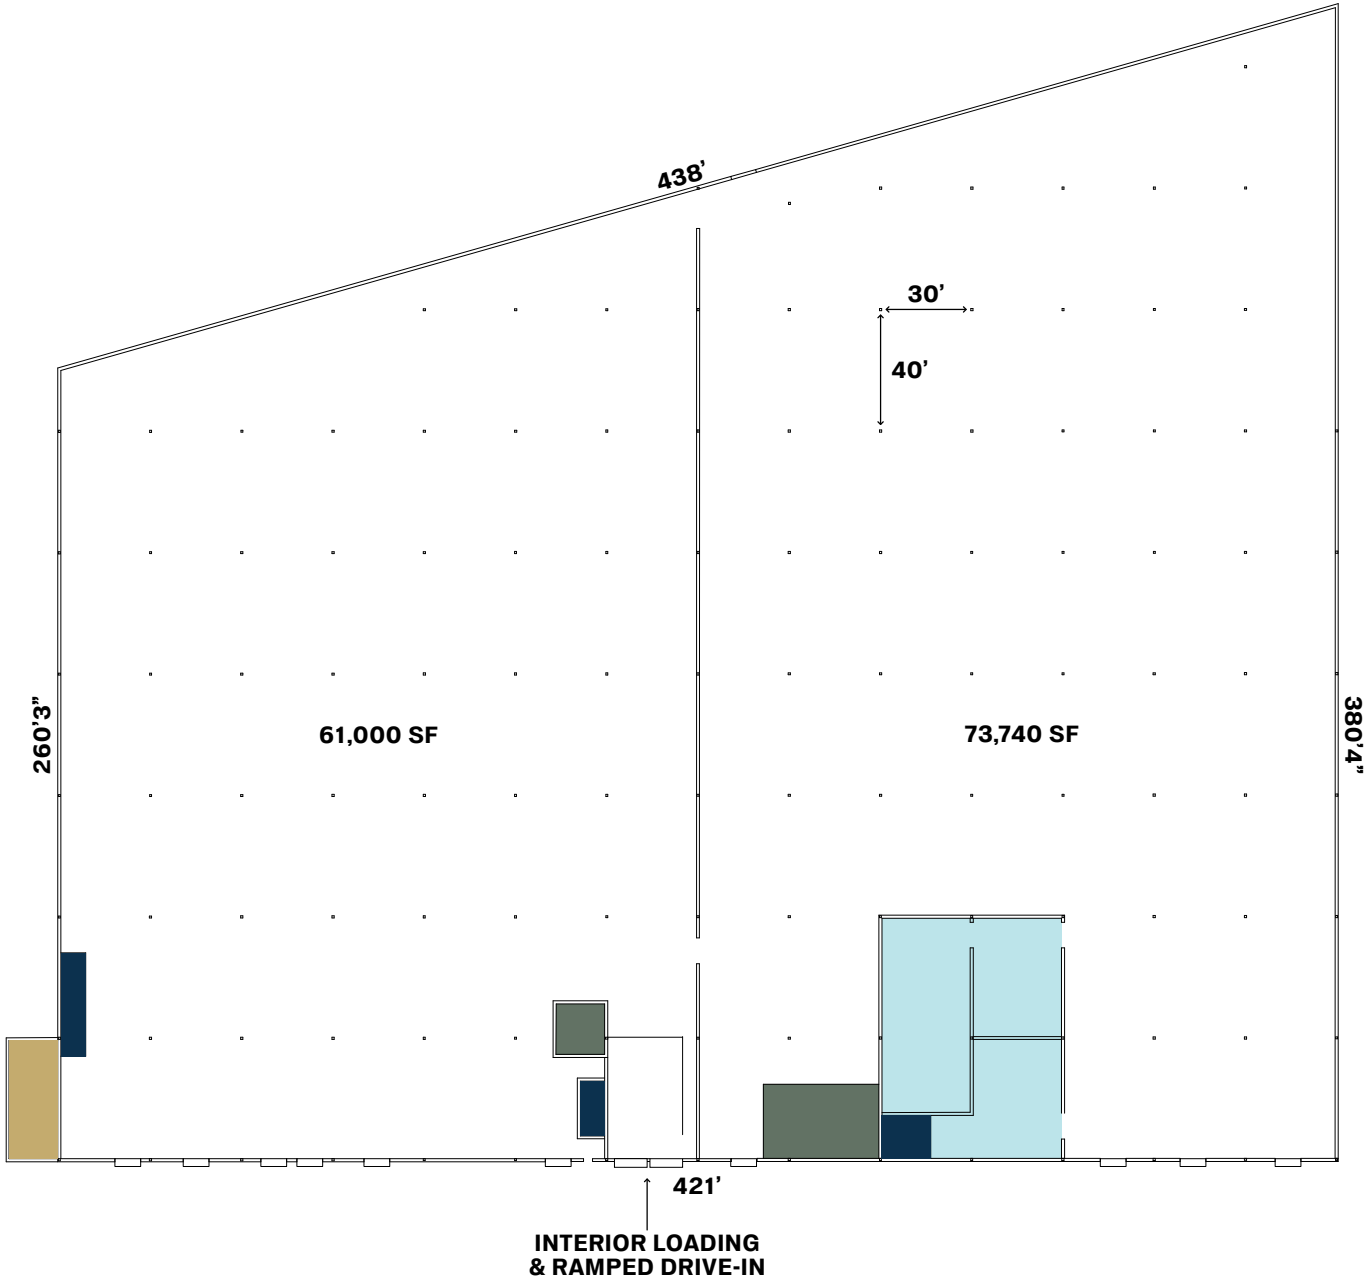 438’
30’
40’
260’3”
61,000 SF
73,740 SF
380’4”
421’
INTERIOR LOADING
& RAMPED DRIVE-IN